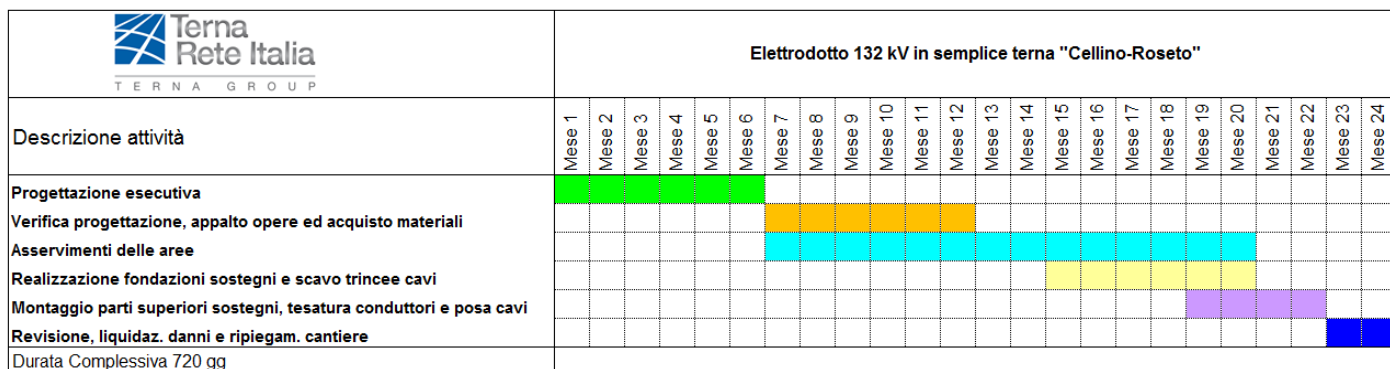 Terna
Rete Italia
TERNA GROUP
Elettrodotto 132 kV in semplice terna "Cellino-Roseto"
Descrizione attività
Mese 1
Mese 2
Mese 3
Mese 4
Mese 5
Mese 6
Mese 7
Mese 8
Mese 9
Mese 10
Mese 11
Mese 12
Mese 13
Mese 14
Mese 15
Mese 16
Mese 17
Mese 18
Mese 19
Mese 20
Mese 21
Mese 22
Mese 23
Mese 24
Progettazione esecutiva
Verifica progettazione, appalto opere ed acquisto materiali
Asservimenti delle aree
Realizzazione fondazioni sostegni e scavo trincee cavi
Montaggio parti superiori sostegni, tesatura conduttori e posa cavi
Revisione, liquidaz. danni e ripiegam. cantiere
Durata Complessiva 720 gg